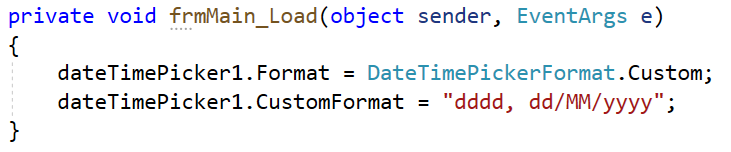 private void frmMain_Load(object sender, EventArgs e)
{
    dateTimePicker1.Format = DateTimePickerFormat.Custom;
    dateTimePicker1.CustomFormat = "dddd, dd/MM/yyyy";
}